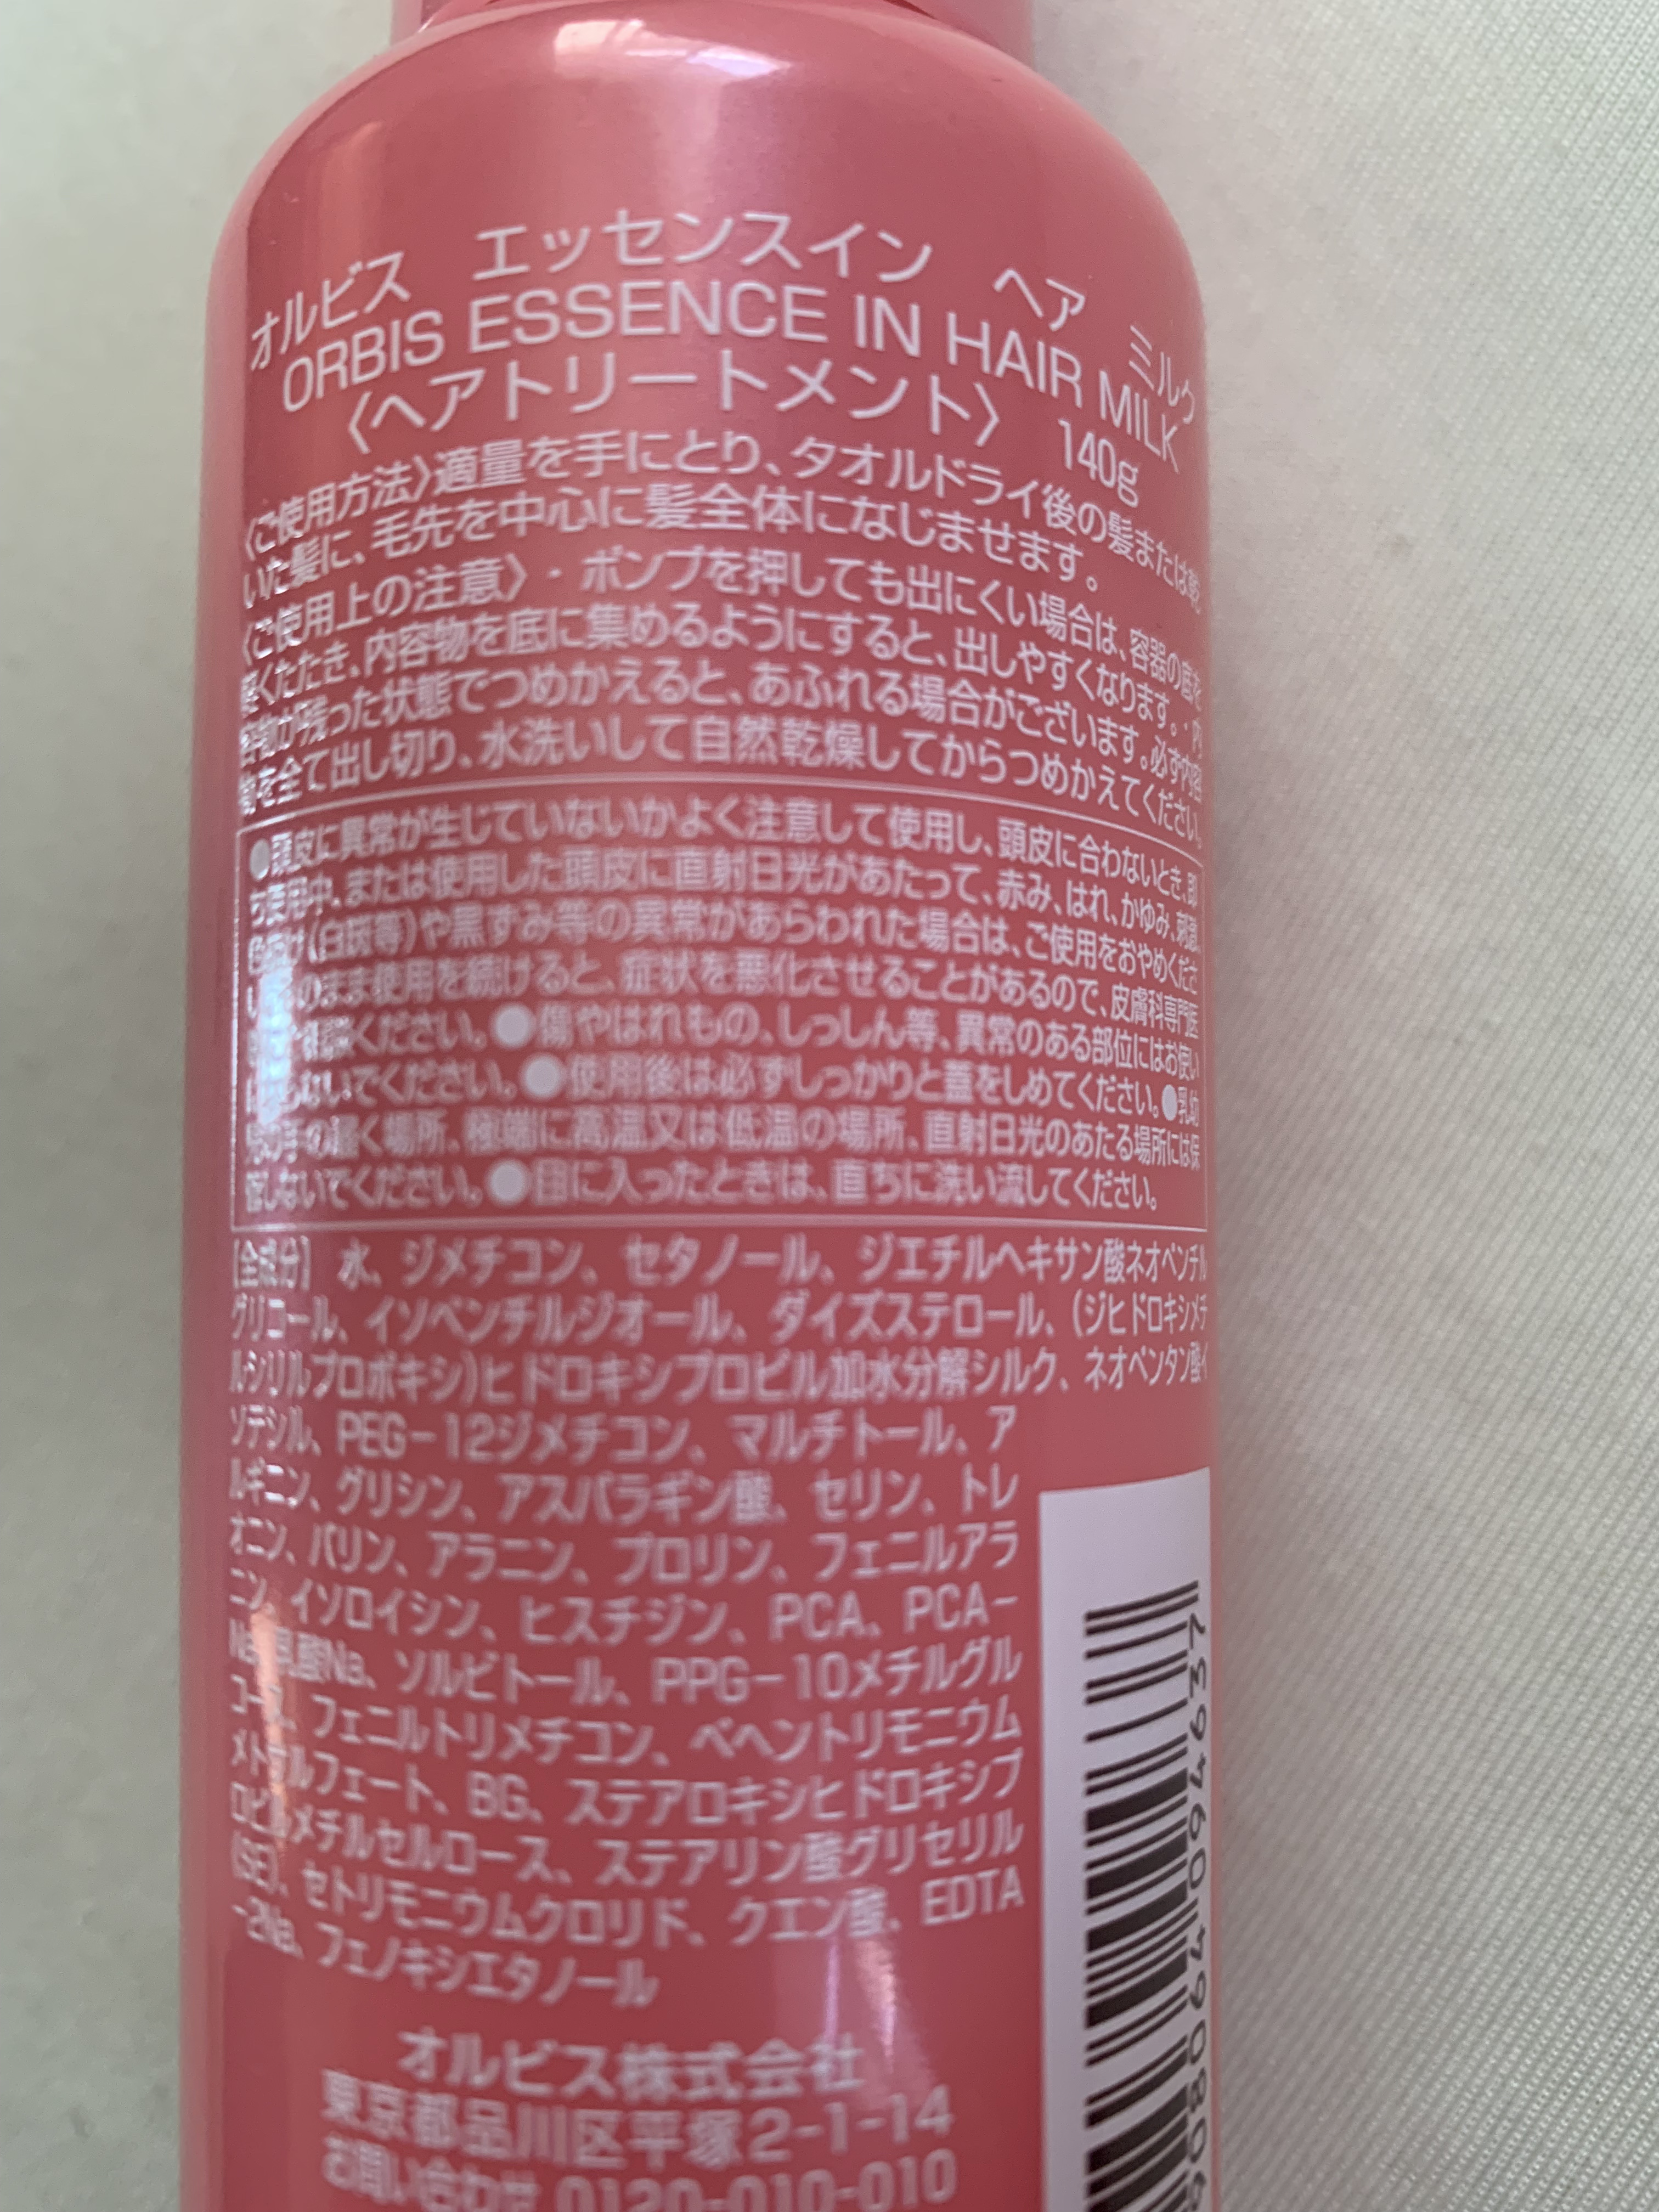 オルビス　エッセンスイン　ヘア　ミルク
ORBIS ESSENCE IN HAIR MILK
〈ヘアトリートメント〉　140g
〈ご使用方法〉適量を手にとり、タオルドライ後の髪または乾
いた髪に、毛先を中心に髪全体になじませます。
〈ご使用上の注意〉・ポンプを押しても出にくい場合は、容器の底を
軽くたたき、内容物を底に集めるようにすると、出しやすくなります。・内
容物が残った状態でつめかえると、あふれる場合がございます。必ず内容
物を全て出し切り、水洗いして自然乾燥してからつめかえてください。
●頭皮に異常が生じていないかよく注意して使用し、頭皮に合わないとき、即
ち使用中、または使用した頭皮に直射日光があたって、赤み、はれ、かゆみ、刺激、
色抜け(白斑等)や黒ずみ等の異常があらわれた場合は、ご使用をおやめくださ
のまま使用を続けると、症状を悪化させることがあるので、皮膚科専門医
ください。●傷やはれもの、しっしん等、異常のある部位にはお使い
ないでください。●使用後は必ずしっかりと蓋をしめてください。●乳幼
児の手の届く場所、極端に高温又は低温の場所、直射日光のあたる場所には保
管しないでください。●目に入ったときは、直ちに洗い流してください。
[全成分]　水、ジメチコン、セタノール、ジエチルヘキサン酸ネオペンチル
グリコール、イソペンチルジオール、ダイズステロール、(ジヒドロキシメチ
ルシリルプロポキシ)ヒドロキシプロピル加水分解シルク、ネオペンタン酸イ
ソデシル、PEG-12ジメチコン、マルチトール、ア
ルギニン、グリシン、アスパラギン酸、セリン、トレ
オニン、バリン、アラニン、プロリン、フェニルアラ
ニン、イソロイシン、ヒスチジン、PCA、PCA-
Na、乳酸Na、ソルビトール、PPG-10メチルグル
コース、フェニルトリメチコン、ベヘントリモニウム
メトサルフェート、BG、ステアロキシヒドロキシプ
ロピルメチルセルロース、ステアリン酸グリセリル
(SE)、セトリモニウムクロリド、クエン酸、EDTA
-2Na、フェノキシエタノール
オルビス株式会社
東京都品川区平塚2-1-14
お問い合わせ 0120-010-010
08064094637